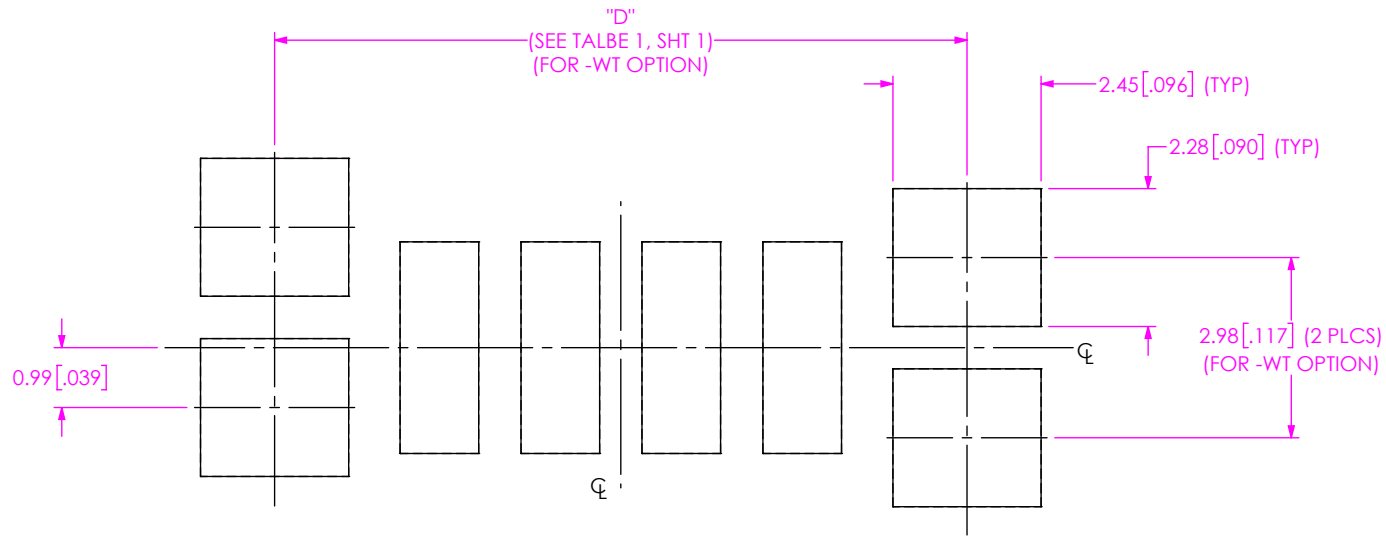 "D"
(SEE TALBE 1, SHT 1)
(FOR -WT OPTION)
2.45[.096] (TYP)
2.28[.090] (TYP)
2.98[.117] (2 PLCS)
(FOR -WT OPTION)
℄
0.99[.039]
℄